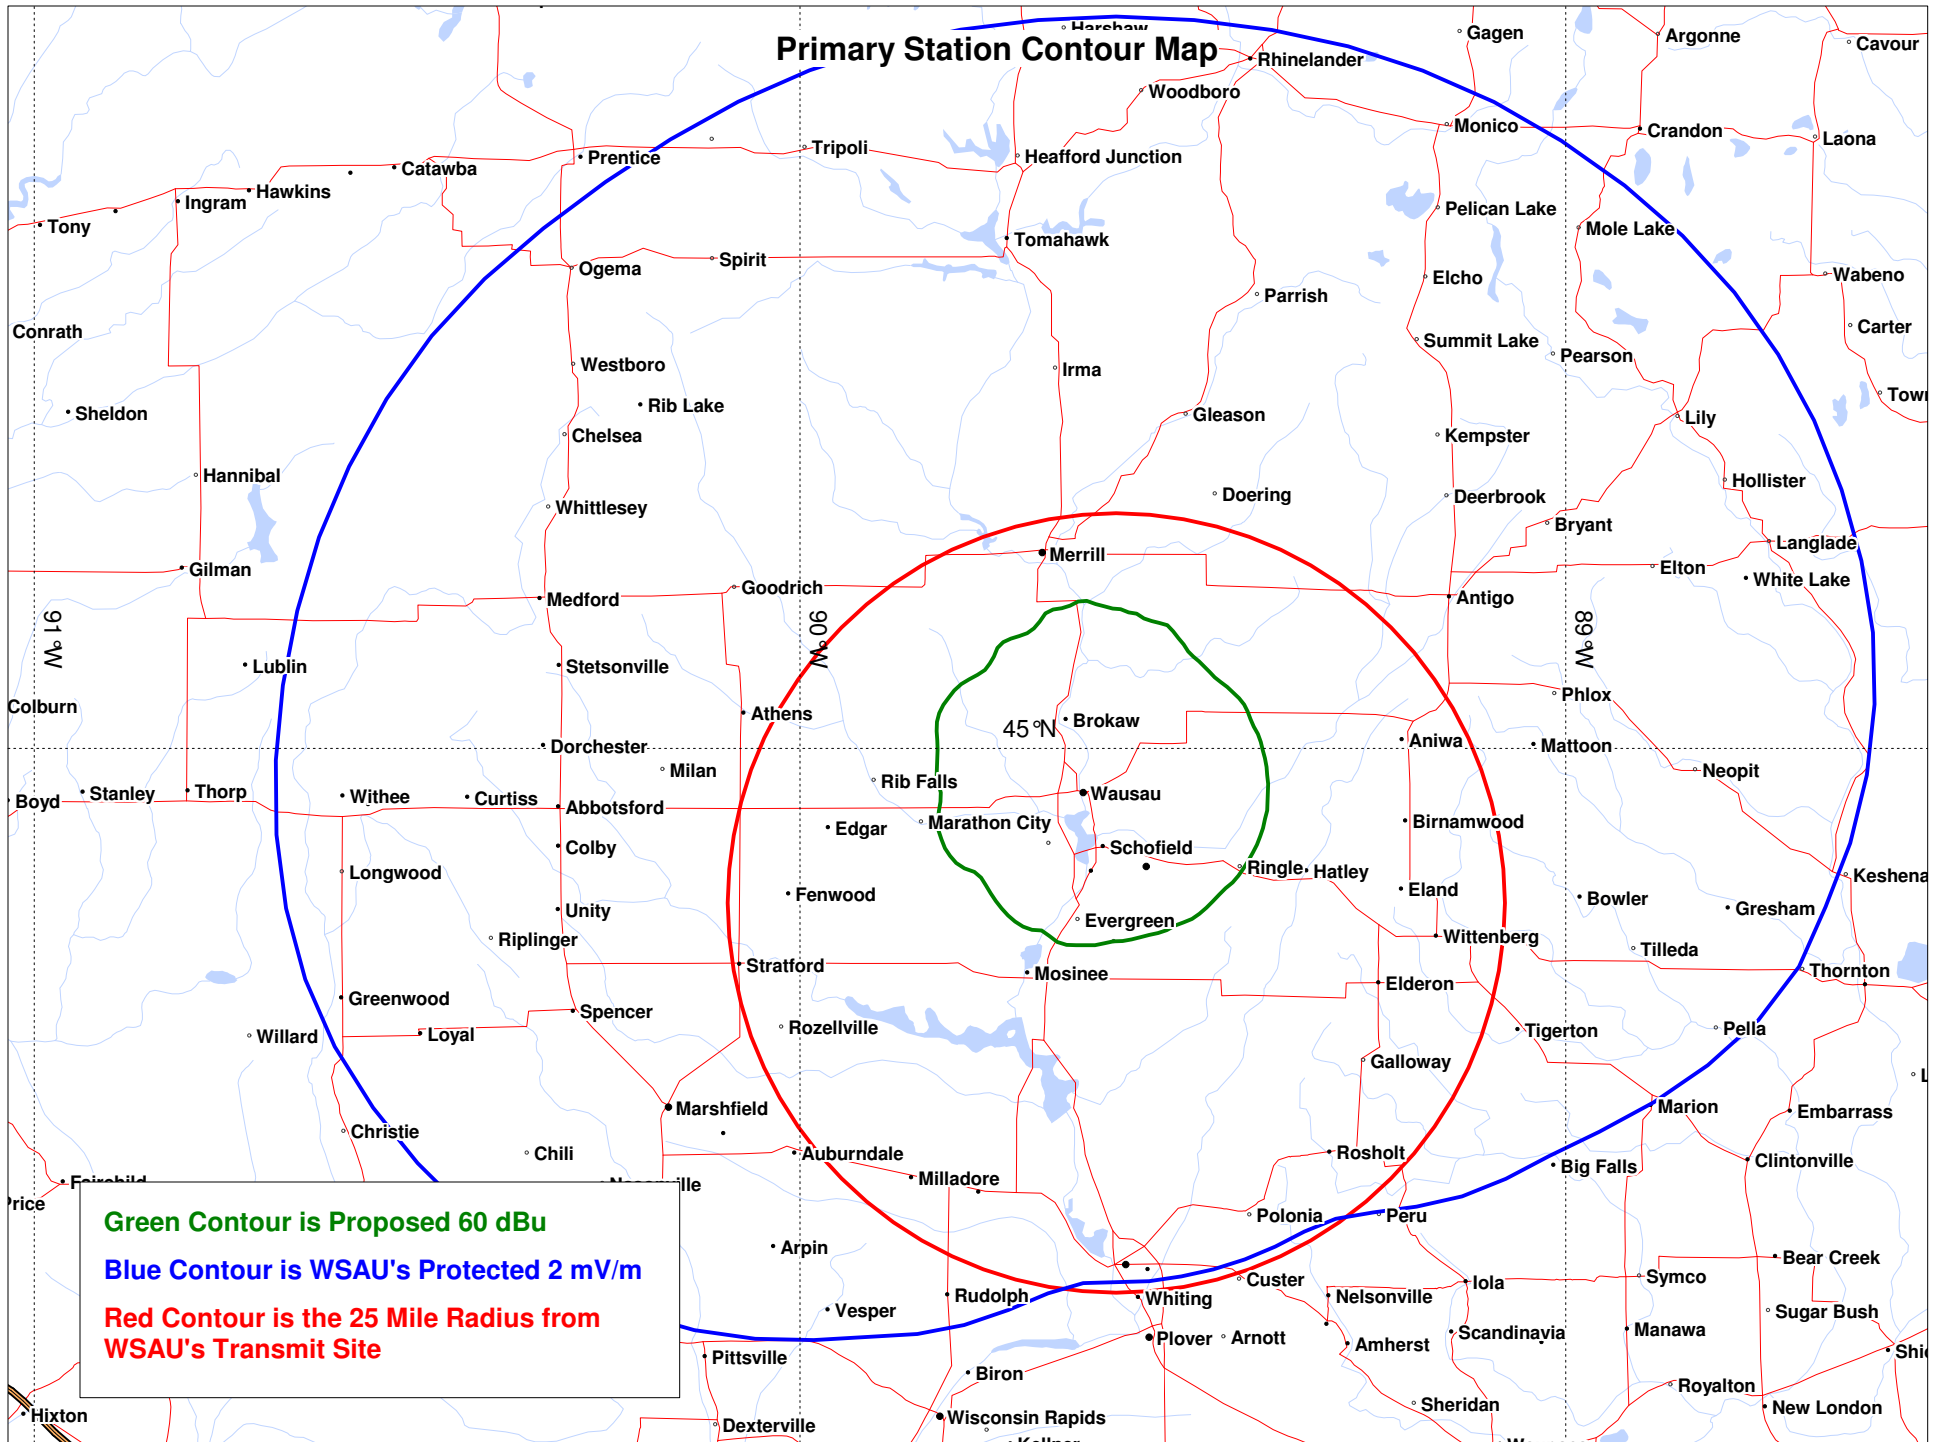 Harshaw
Gagen
Argonne
Cavour
Primary Station Contour Map
Rhinelander
Woodboro
Monico
Crandon
Laona
Tripoli
Prentice
Heafford Junction
Catawba
Hawkins
Ingram
Tony
Pelican Lake
Mole Lake
Tomahawk
Spirit
Ogema
Elcho
Wabeno
Parrish
Conrath
Carter
Summit Lake
Pearson
Westboro
Irma
Rib Lake
Sheldon
Gleason
Lily
Chelsea
Kempster
Hannibal
Hollister
Doering
Deerbrook
Whittlesey
Bryant
Langlade
Merrill
Gilman
Elton
White Lake
Goodrich
Medford
Antigo
91°W
90°W
89°W
Lublin
Stetsonville
Phlox
Colburn
Athens
Brokaw
45°N
Aniwa
Dorchester
Mattoon
Milan
Neopit
Rib Falls
Stanley
Thorp
Withee
Curtiss
Wausau
Boyd
Abbotsford
Edgar
Marathon City
Birnamwood
Colby
Schofield
Longwood
Ringle
Hatley
Keshena
Fenwood
Eland
Bowler
Unity
Gresham
Evergreen
Riplinger
Wittenberg
Tilleda
Stratford
Mosinee
Thornton
Greenwood
Elderon
Spencer
Rozellville
Willard
Loyal
Tigerton
Pella
Galloway
Marshfield
Marion
Embarrass
Christie
Chili
Auburndale
Rosholt
Clintonville
Big Falls
Milladore
Fairchild
Price
Polonia
Peru
Green Contour is Proposed 60 dBu
Arpin
Bear Creek
Blue Contour is WSAU's Protected 2 mV/m
Custer
Iola
Symco
Rudolph
Whiting
Nelsonville
Vesper
Sugar Bush
Red Contour is the 25 Mile Radius from
WSAU's Transmit Site
Plover
Arnott
Amherst
Scandinavia
Manawa
Pittsville
Biron
Royalton
Sheridan
New London
Hixton
Dexterville
Wisconsin Rapids